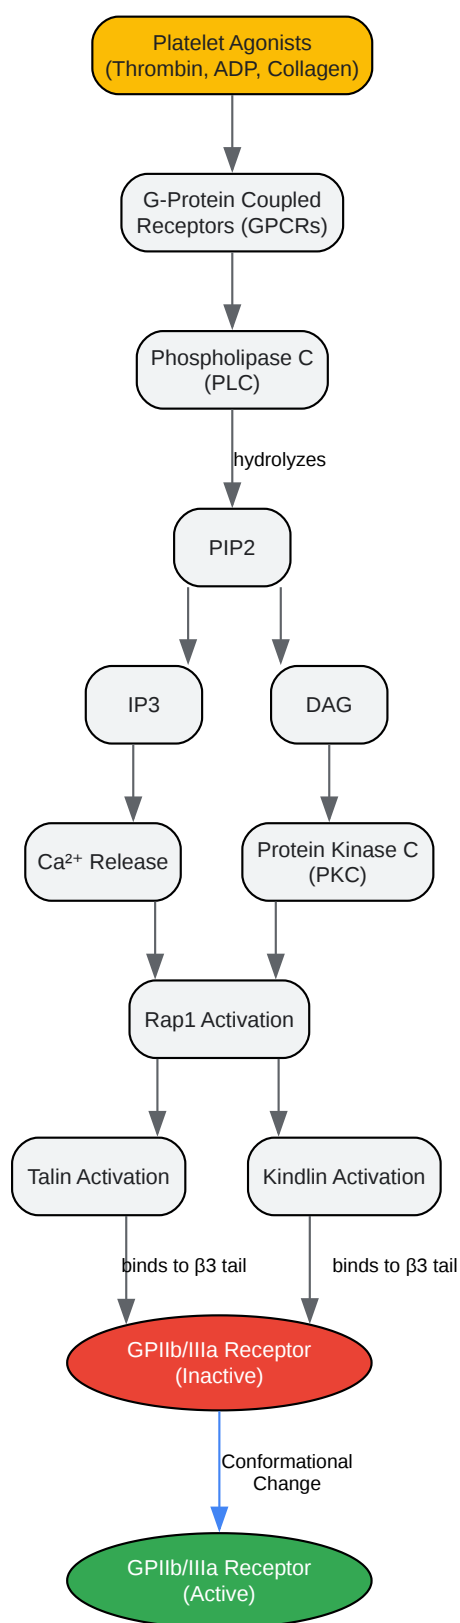 Platelet Agonists
(Thrombin, ADP, Collagen)
G-Protein Coupled
Receptors (GPCRs)
Phospholipase C
(PLC)
hydrolyzes
PIP2
IP3
DAG
Ca²⁺ Release
Protein Kinase C
(PKC)
Rap1 Activation
Talin Activation
Kindlin Activation
binds to β3 tail
binds to β3 tail
GPIIb/IIIa Receptor
(Inactive)
Conformational
Change
GPIIb/IIIa Receptor
(Active)